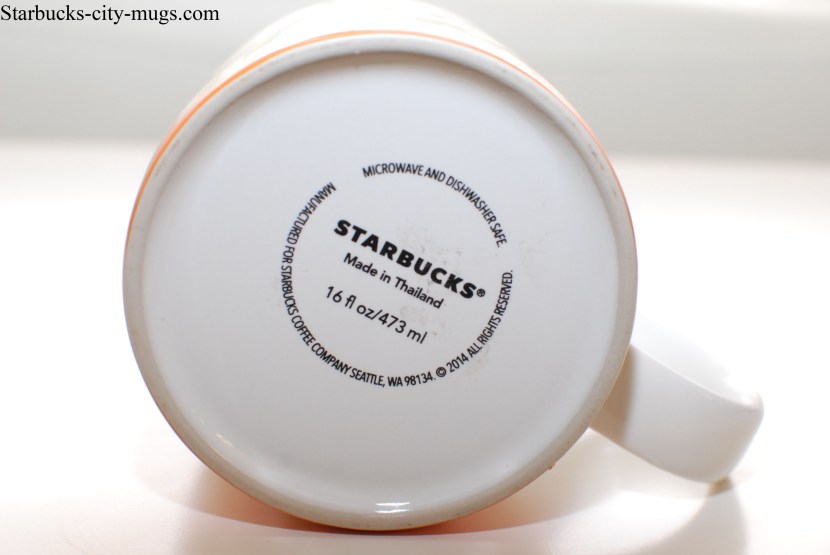 Starbucks-city-mugs.com
MICROWAVE AND DISHWASHER SAFE.
STARBUCKS®
Made in Thailand
16 fl oz/473 ml
MANUFACTURED FOR STARBUCKS COFFEE COMPANY SEATTLE, WA 98134. © 2014 ALL RIGHTS RESERVED.